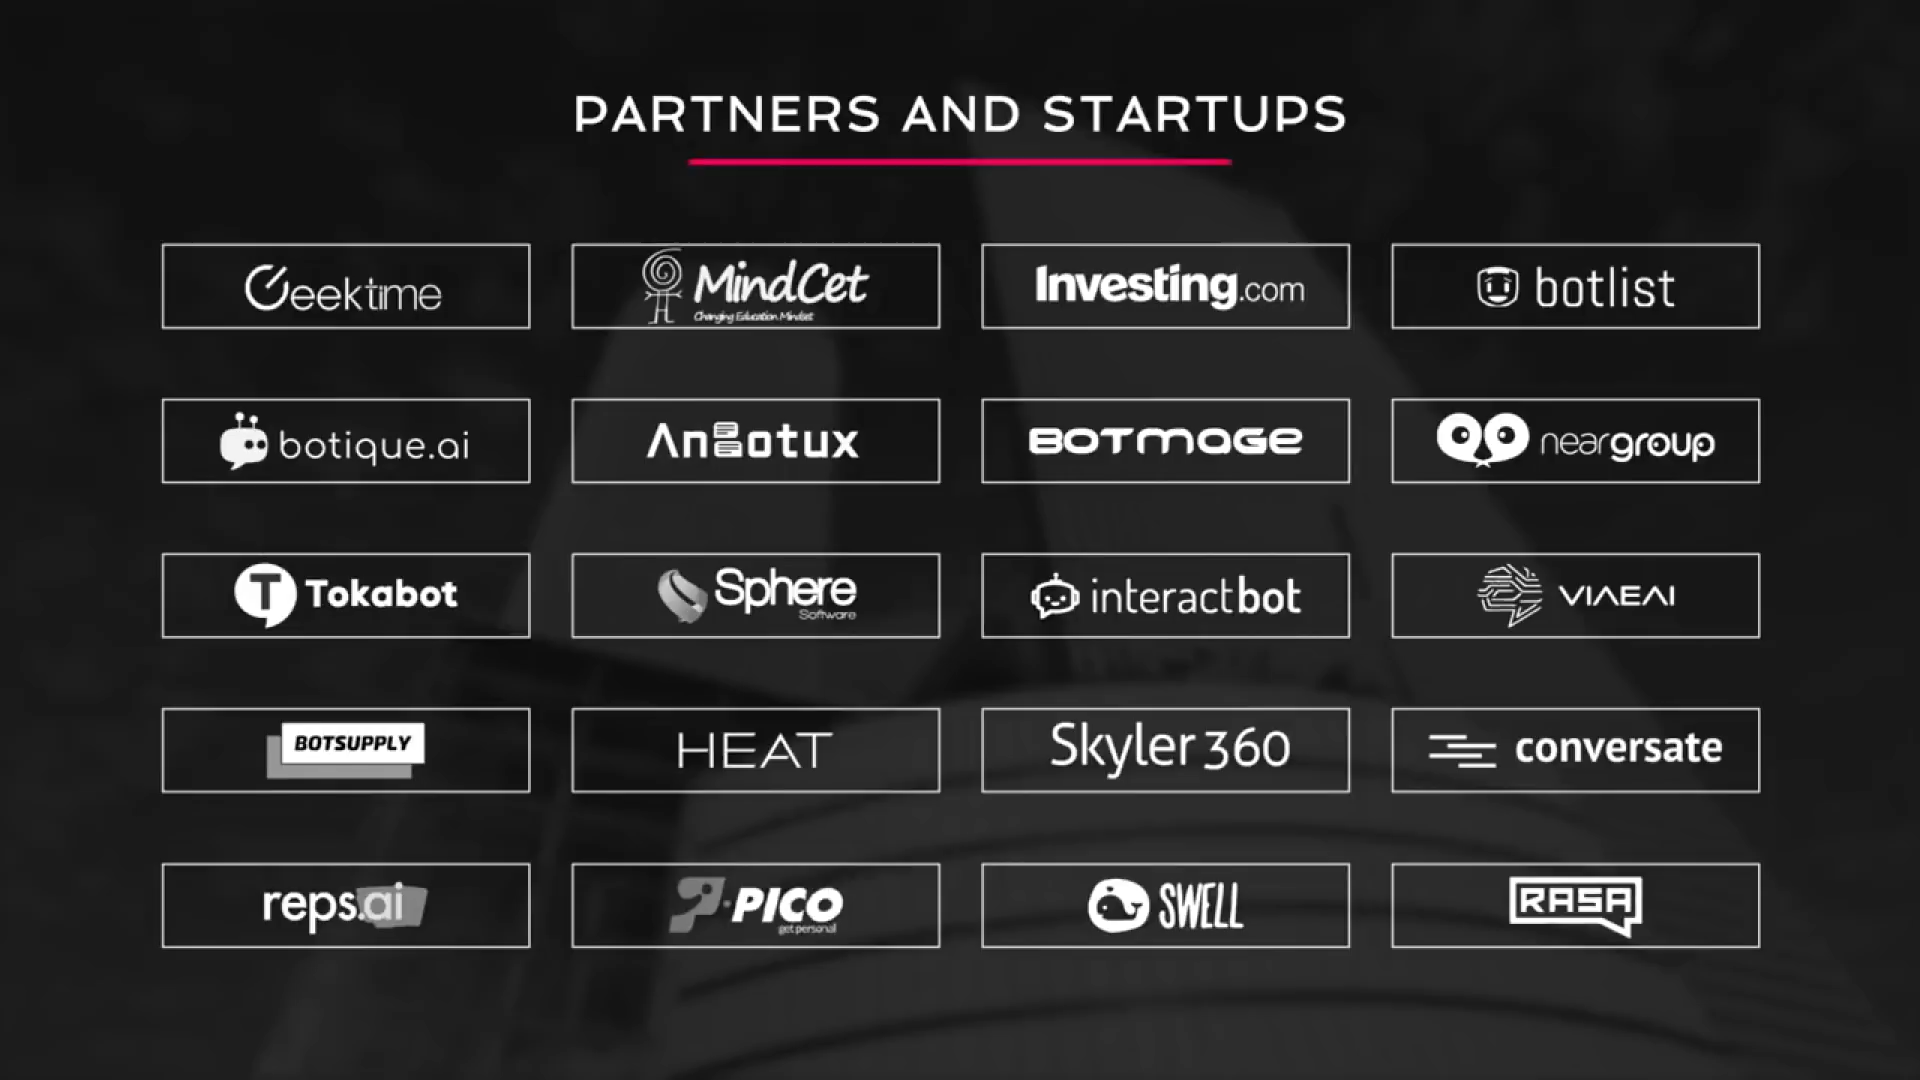 PARTNERS AND STARTUPS
Geektime
MindCet
Changing Education Mindset
Investing.com
botlist
botique.ai
AnBotux
BOTMAGE
neargroup
Tokabot
Sphere
Software
interactbot
VIAEAI
BOTSUPPLY
HEAT
Skyler360
conversate
reps.ai
PICO
get personal
SWELL
RASA